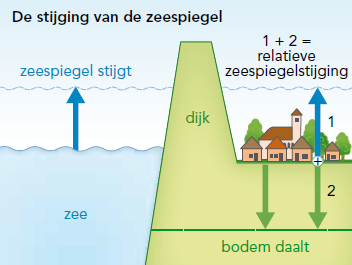 De stijging van de zeespiegel
1 + 2 =
relatieve
zeespiegelstijging
zeespiegel stijgt
dijk
1
2
zee
bodem daalt